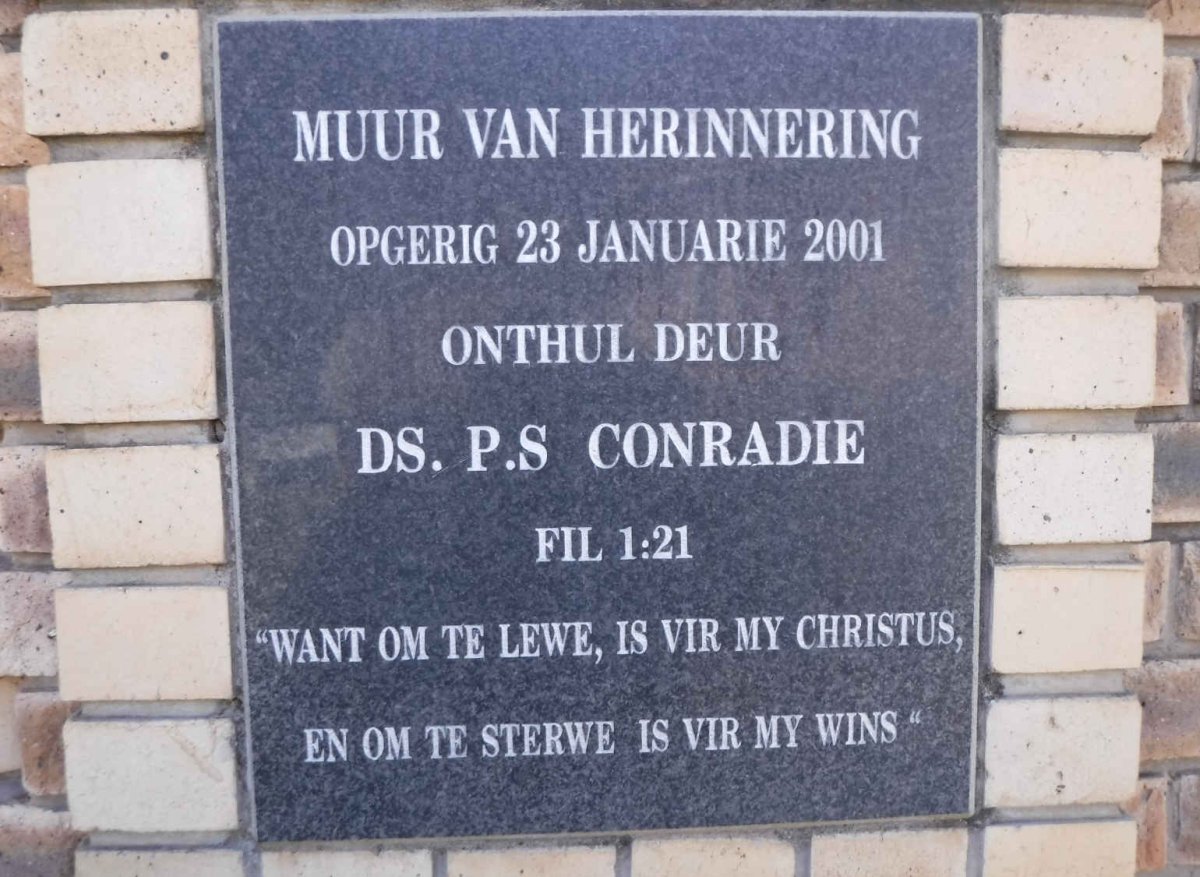 MUUR VAN HERINNERING
OPGERIG 23 JANUARIE 2001
ONTHUL DEUR
DS. P.S CONRADIE
FIL 1:21
“WANT OM TE LEWE, IS VIR MY CHRISTUS,
EN OM TE STERWE IS VIR MY WINS “